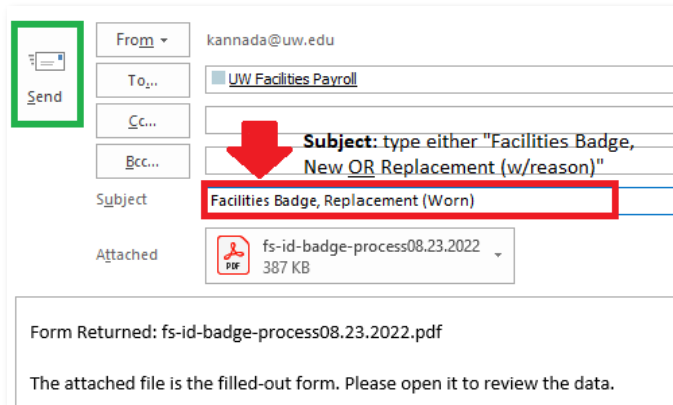 From
kannada@uw.edu
Send
To...
UW Facilities Payroll
Cc...
Subject: type either "Facilities Badge,
New OR Replacement (w/reason)"
Bcc...
Subject
Facilities Badge, Replacement (Worn)
Attached
PDF
fs-id-badge-process08.23.2022
387 KB
Form Returned: fs-id-badge-process08.23.2022.pdf
The attached file is the filled-out form. Please open it to review the data.